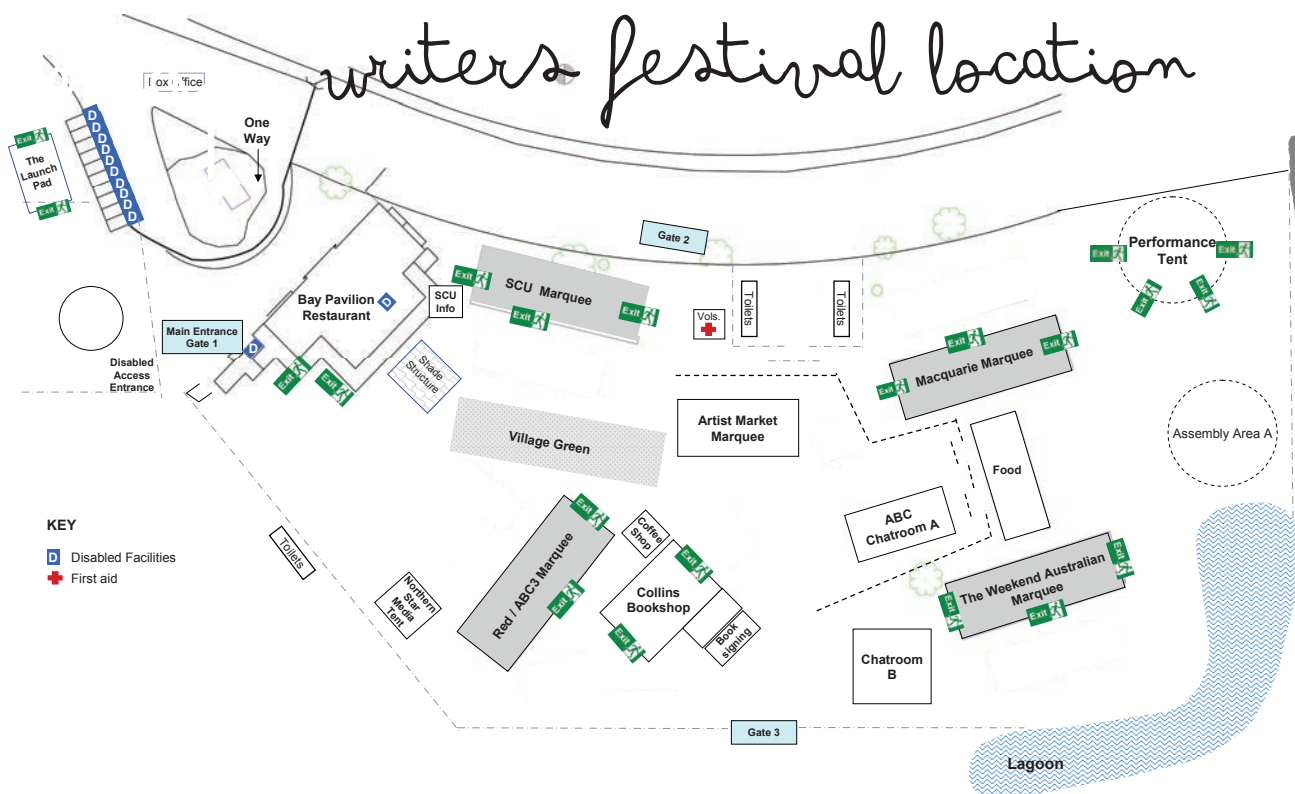 writers festival location
Box Office
One
Way
Exit
The
Launch
Pad
Exit
D
D
D
D
D
D
D
D
D
D
Gate 2
Performance
Tent
Exit
Exit
Exit
Exit
Exit
SCU Marquee
Exit
Exit
Bay Pavilion
Restaurant
D
SCU
Info
Vols.
Toilets
Toilets
Main Entrance
Gate 1
D
Disabled
Access
Entrance
Exit
Exit
Shade
Structure
Exit
Exit
Exit
Macquarie Marquee
Artist Market
Marquee
Village Green
Assembly Area A
Food
ABC
Chatroom A
KEY
D Disabled Facilities
First aid
Toilets
Northern
Star
Media
Tent
Exit
Exit
Red / ABC3 Marquee
Coffee
Shop
Exit
Collins
Bookshop
Exit
Book
signing
Exit
Exit
Exit
The Weekend Australian
Marquee
Chatroom
B
Gate 3
Lagoon